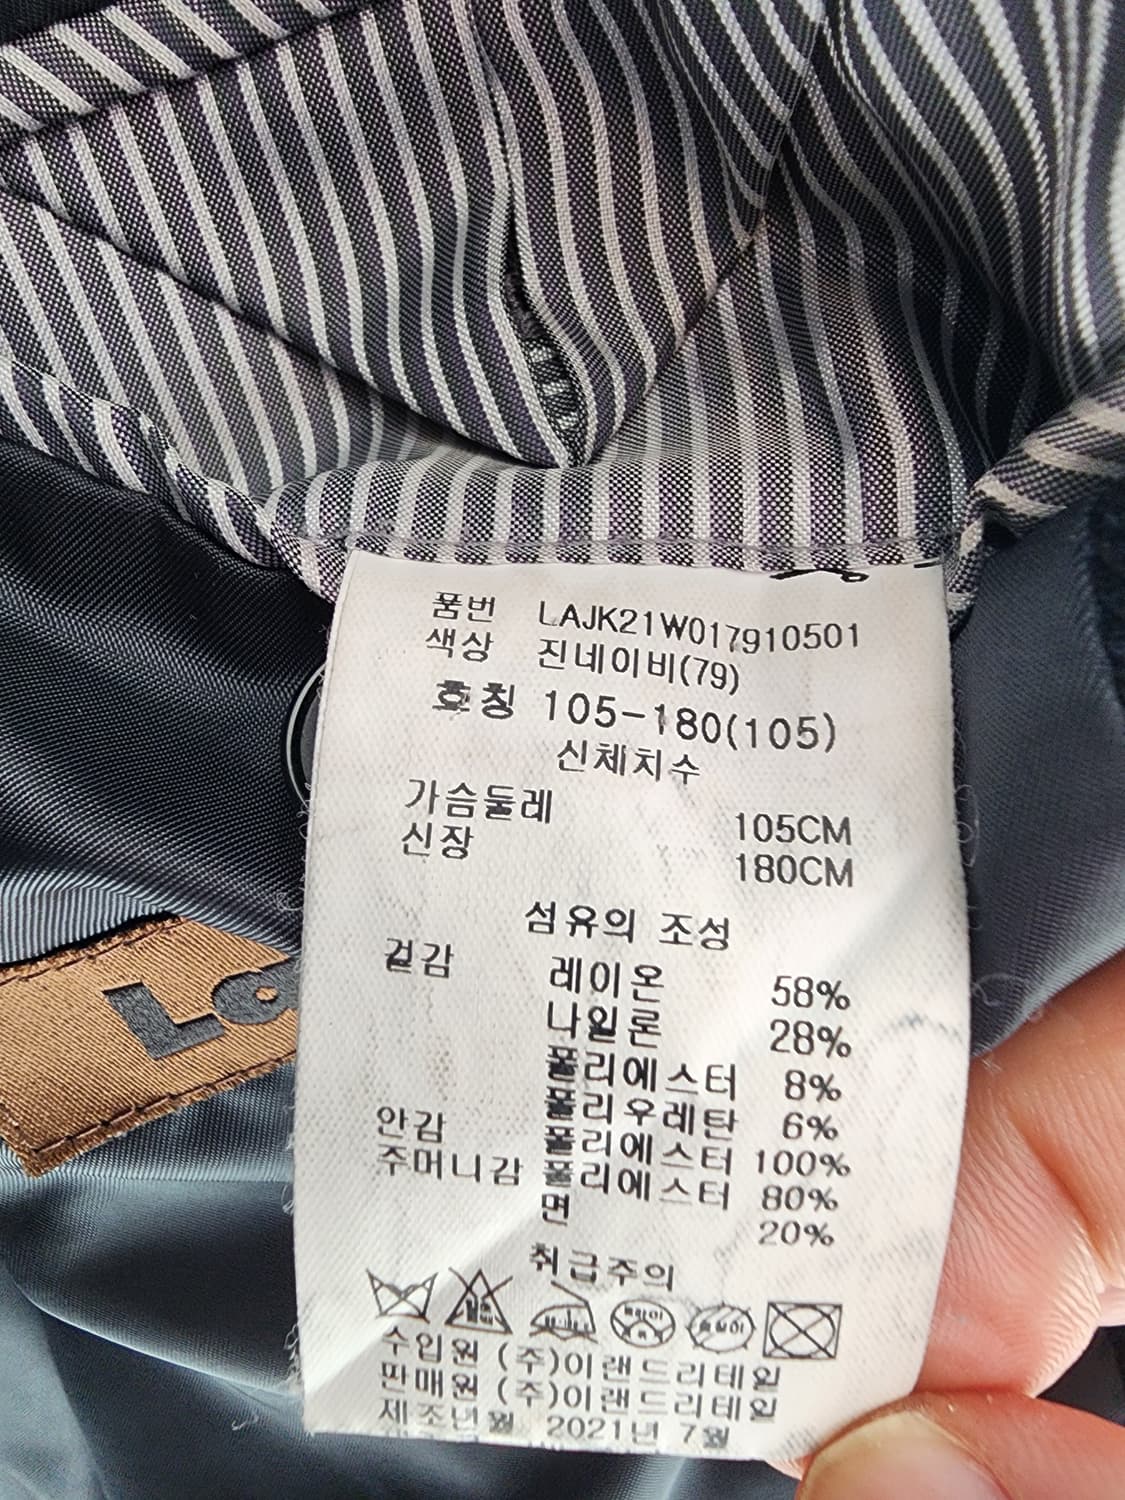 품번 LAJK21W017910501
색상 진네이비(79)
호칭 105-180(105)
신체치수
가슴둘레 105CM
신장 180CM
섬유의 조성
겉감 레이온 58%
나일론 28%
폴리에스터 8%
폴리우레탄 6%
안감 폴리에스터 100%
주머니감 폴리에스터 80%
면 20%
취급주의
수입원 (주)이랜드리테일
판매원 (주)이랜드리테일
제조년월 2021년 7월